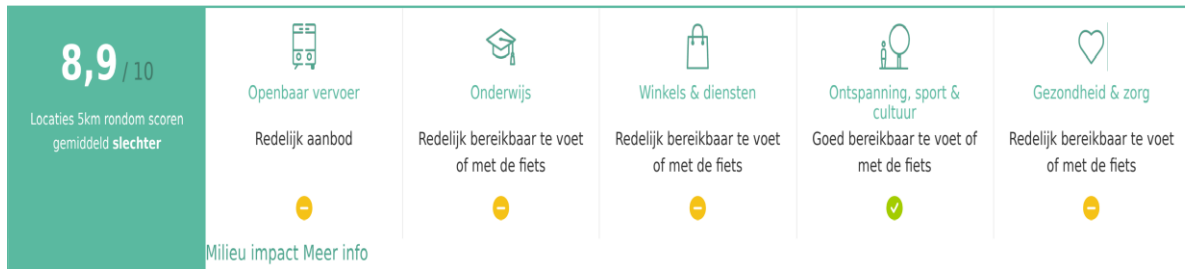 8,9 / 10
Locaties 5km rondom scoren
gemiddeld slechter
Openbaar vervoer
Redelijk aanbod
Onderwijs
Redelijk bereikbaar te voet
of met de fiets
Winkels & diensten
Redelijk bereikbaar te voet
of met de fiets
Ontspanning, sport &
cultuur
Goed bereikbaar te voet of
met de fiets
Gezondheid & zorg
Redelijk bereikbaar te voet
of met de fiets
Milieu impact Meer info